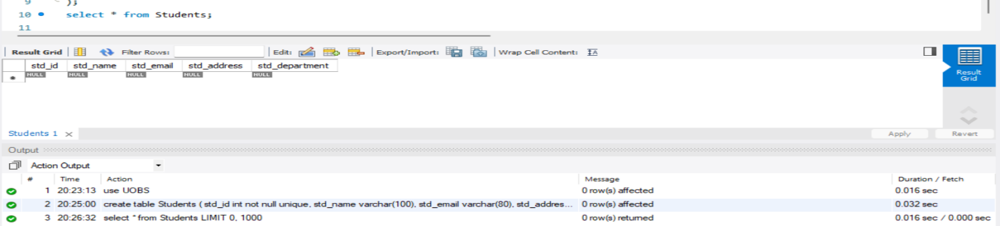 9 );
10 select * from Students;
11
Result Grid Filter Rows: Edit: Export/Import: Wrap Cell Content: IA
std_id std_name std_email std_address std_department
* NULL NULL NULL NULL NULL
Result
Grid
Students 1 × Apply Revert
Output
Action Output
# Time Action Message Duration / Fetch
1 20:23:13 use UOBS 0 row(s) affected 0.016 sec
2 20:25:00 create table Students ( std_id int not null unique, std_name varchar(100), std_email varchar(80), std_addres... 0 row(s) affected 0.032 sec
3 20:26:32 select * from Students LIMIT 0, 1000 0 row(s) returned 0.016 sec / 0.000 sec